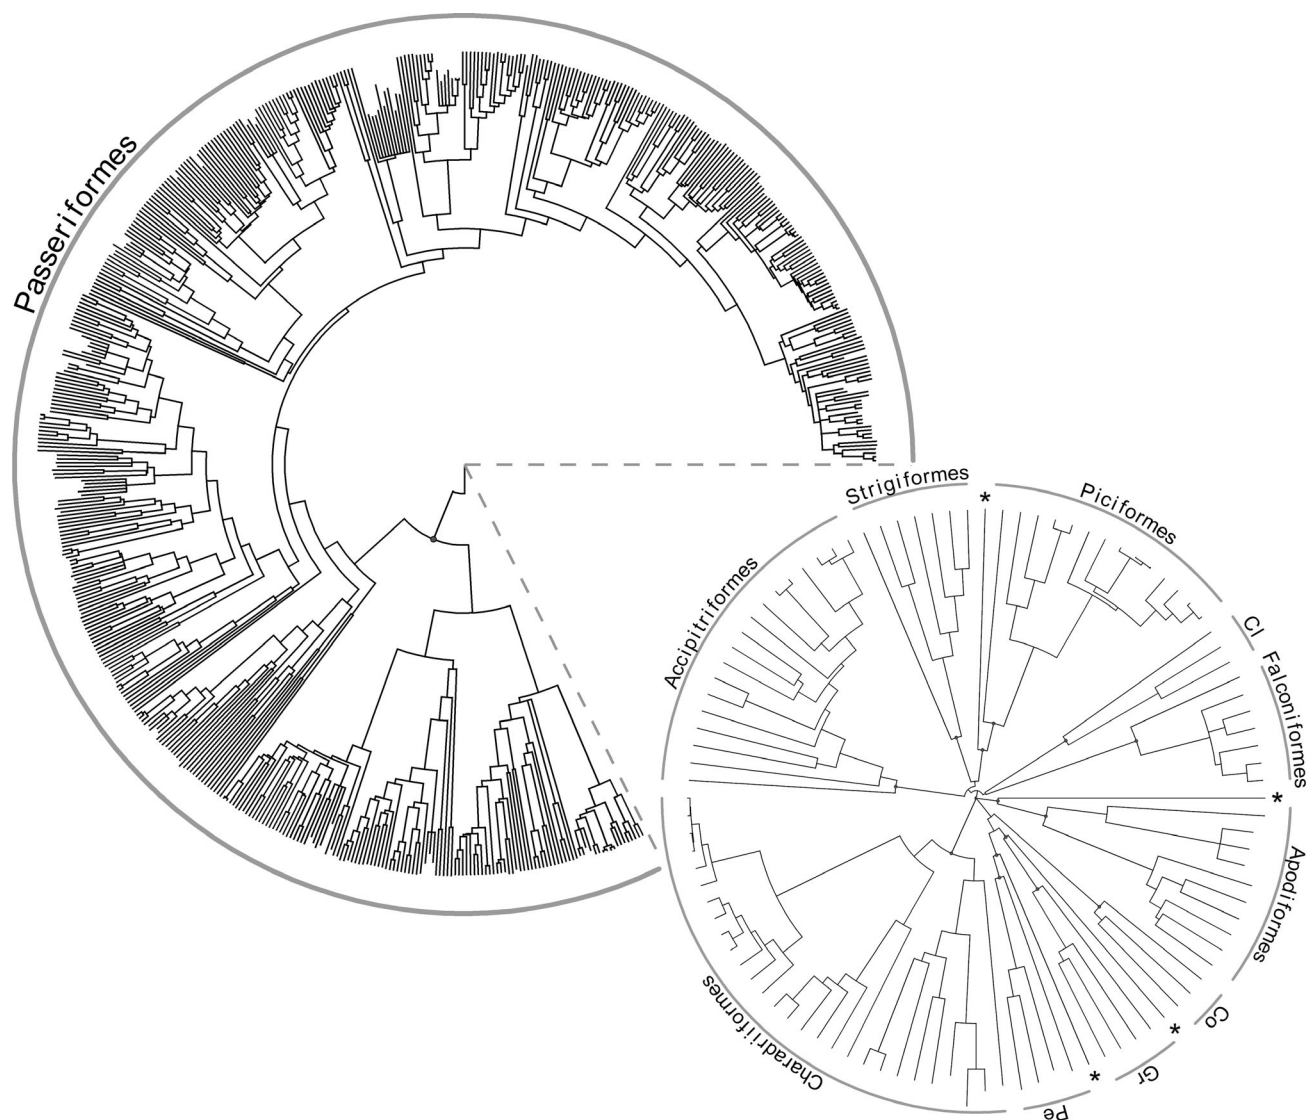 Passeriformes
Strigiformes
*
Piciformes
Accipitriformes
Cl
Falconiformes
*
Apodiformes
Co
*
Gr
*
Pe
Charadriiformes